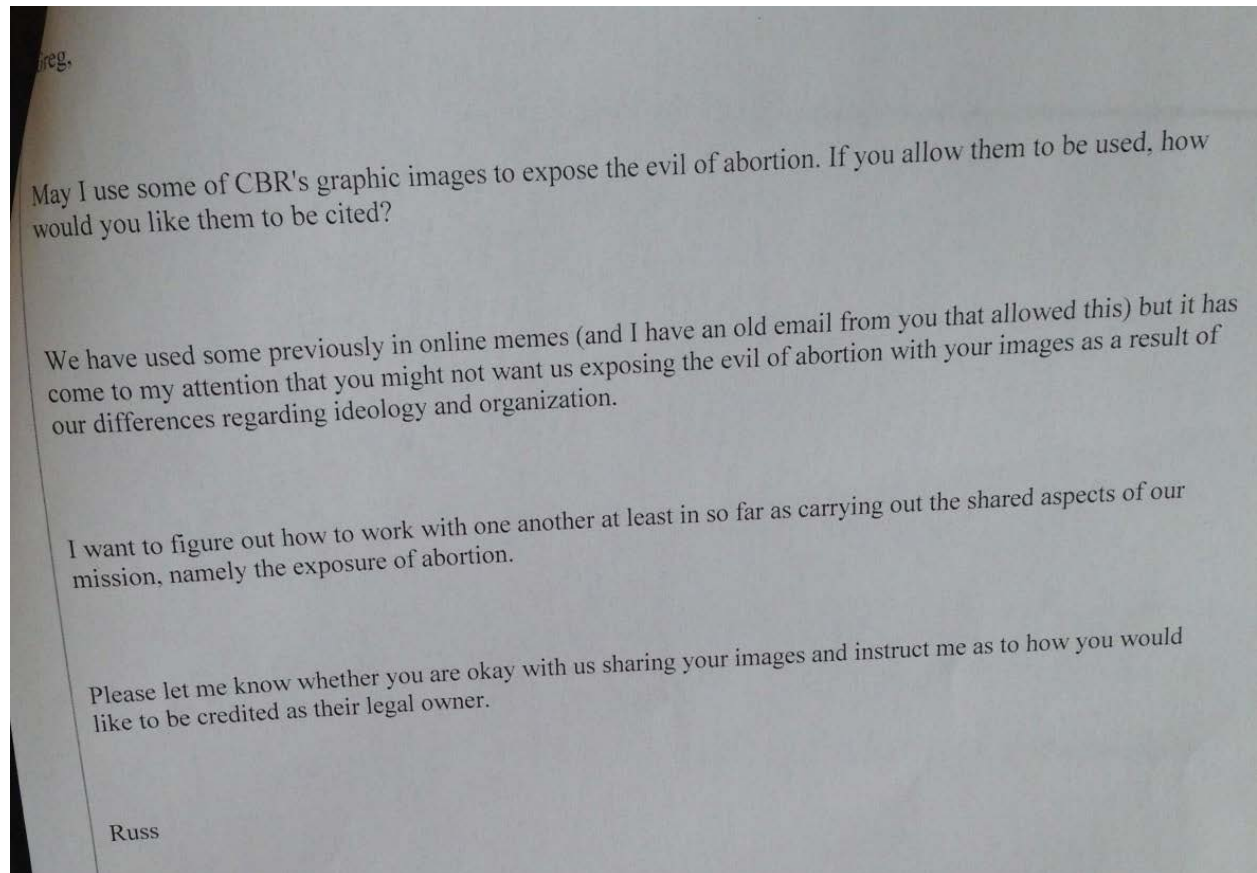 reg,
May I use some of CBR's graphic images to expose the evil of abortion. If you allow them to be used, how
would you like them to be cited?
We have used some previously in online memes (and I have an old email from you that allowed this) but it has
come to my attention that you might not want us exposing the evil of abortion with your images as a result of
our differences regarding ideology and organization.
I want to figure out how to work with one another at least in so far as carrying out the shared aspects of our
mission, namely the exposure of abortion.
Please let me know whether you are okay with us sharing your images and instruct me as to how you would
like to be credited as their legal owner.
Russ